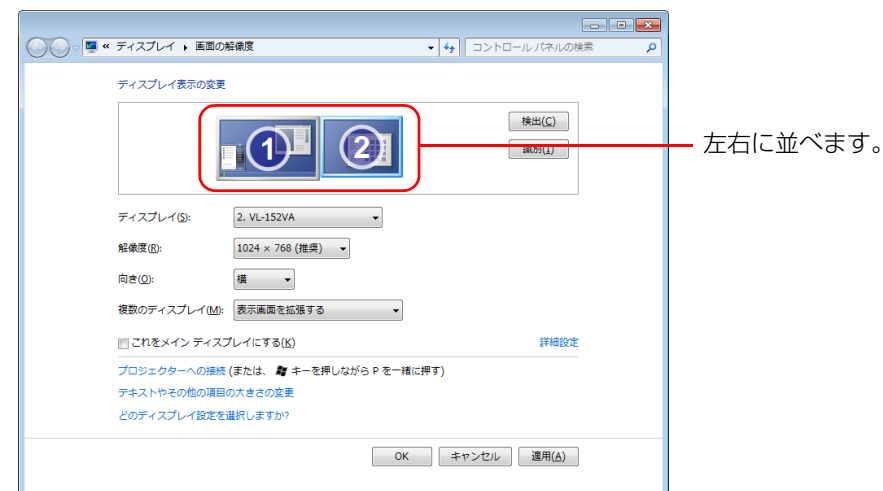 « ディスプレイ ▸ 画面の解像度
コントロール パネルの検索
ディスプレイ表示の変更
1
2
検出(C)
識別(I)
左右に並べます。
ディスプレイ(S): 2. VL-152VA
解像度(R): 1024 × 768 (推奨)
向き(O): 横
複数のディスプレイ(M): 表示画面を拡張する
これをメイン ディスプレイにする(K)
詳細設定
プロジェクターへの接続 (または、 キーを押しながら P を一緒に押す)
テキストやその他の項目の大きさの変更
どのディスプレイ設定を選択しますか?
OK キャンセル 適用(A)